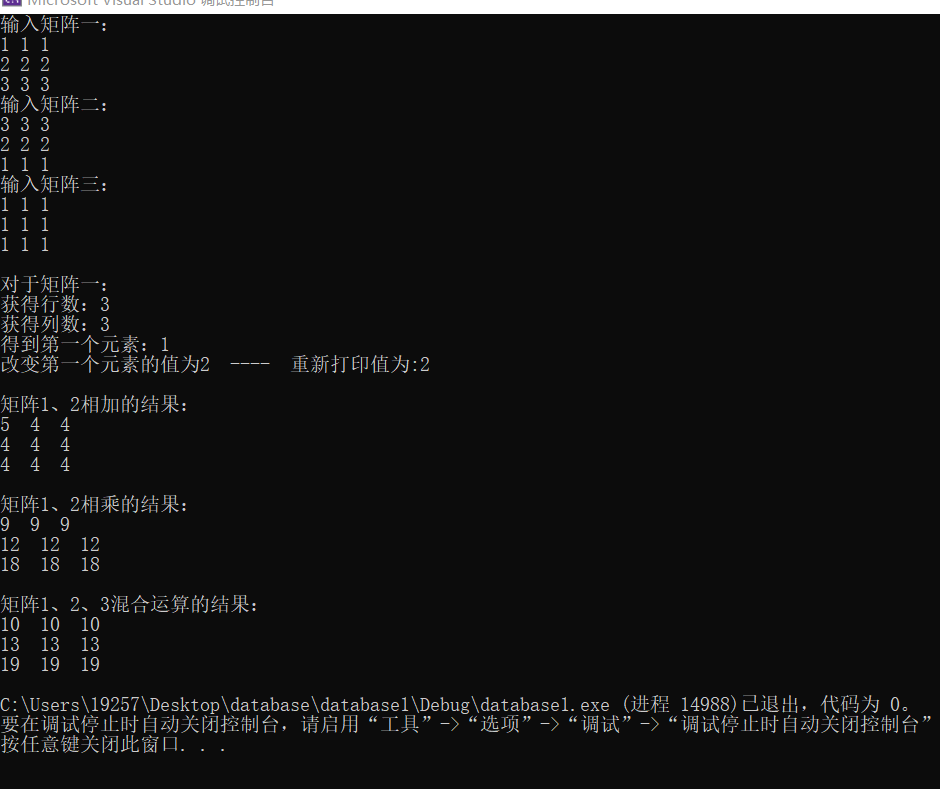 Microsoft Visual Studio 调试控制台
输入矩阵一:
1 1 1
2 2 2
3 3 3
输入矩阵二:
3 3 3
2 2 2
1 1 1
输入矩阵三:
1 1 1
1 1 1
1 1 1
对于矩阵一:
获得行数: 3
获得列数: 3
得到第一个元素: 1
改变第一个元素的值为2  ----  重新打印值为:2
矩阵1、2相加的结果:
5  4  4
4  4  4
4  4  4
矩阵1、2相乘的结果:
9  9  9
12  12  12
18  18  18
矩阵1、2、3混合运算的结果:
10  10  10
13  13  13
19  19  19
C:\Users\19257\Desktop\database\database1\Debug\database1.exe (进程 14988)已退出，代码为 0。
要在调试停止时自动关闭控制台，请启用“工具”->“选项”->“调试”->“调试停止时自动关闭控制台”
按任意键关闭此窗口. . .